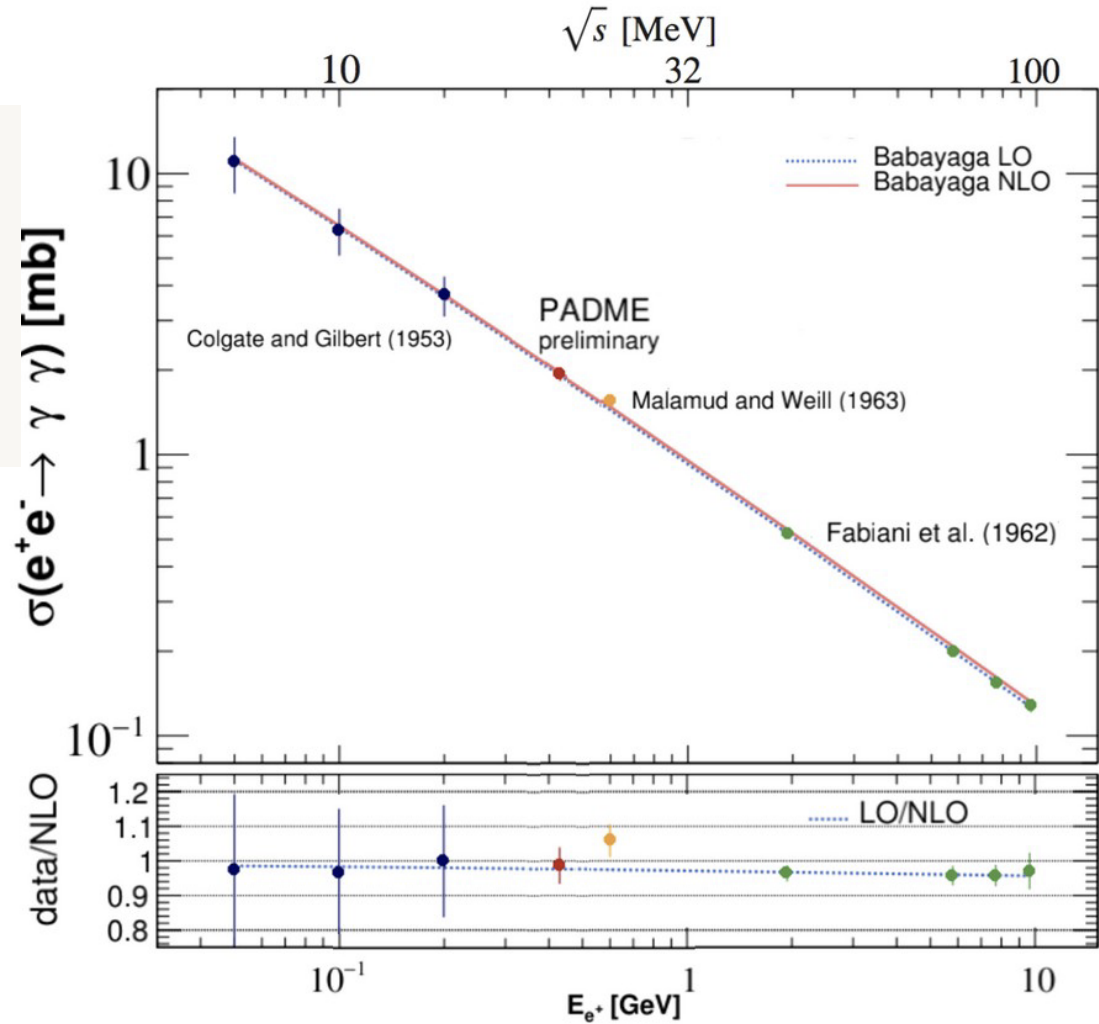 √s [MeV]
10 32 100
σ(e⁺e⁻→ γ γ) [mb]
10
1
10⁻¹
Babayaga LO
Babayaga NLO
PADME
preliminary
Colgate and Gilbert (1953)
Malamud and Weill (1963)
Fabiani et al. (1962)
data/NLO
1.2
1.1
1
0.9
0.8
LO/NLO
10⁻¹ 1 10
E_e⁺ [GeV]